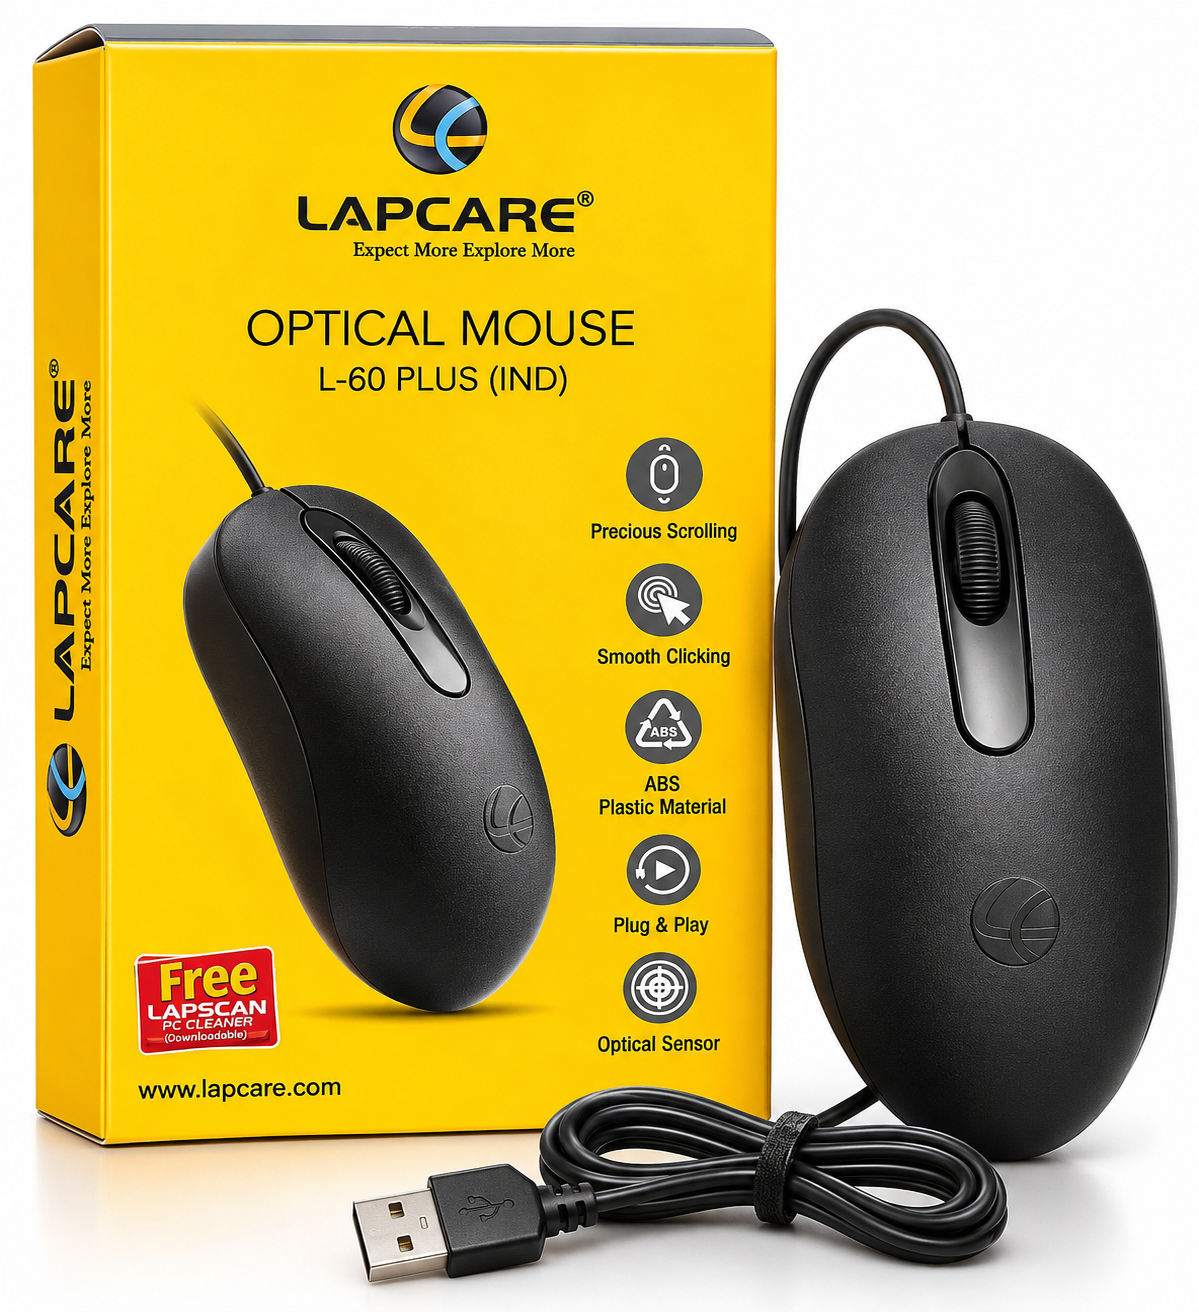 LAPCARE®
Expect More Explore More
OPTICAL MOUSE
L-60 PLUS (IND)
Precious Scrolling
Smooth Clicking
ABS
ABS
Plastic Material
Plug & Play
Optical Sensor
Free
LAPSCAN
PC CLEANER
(Downloadable)
www.lapcare.com
LAPCARE®
Expect More Explore More